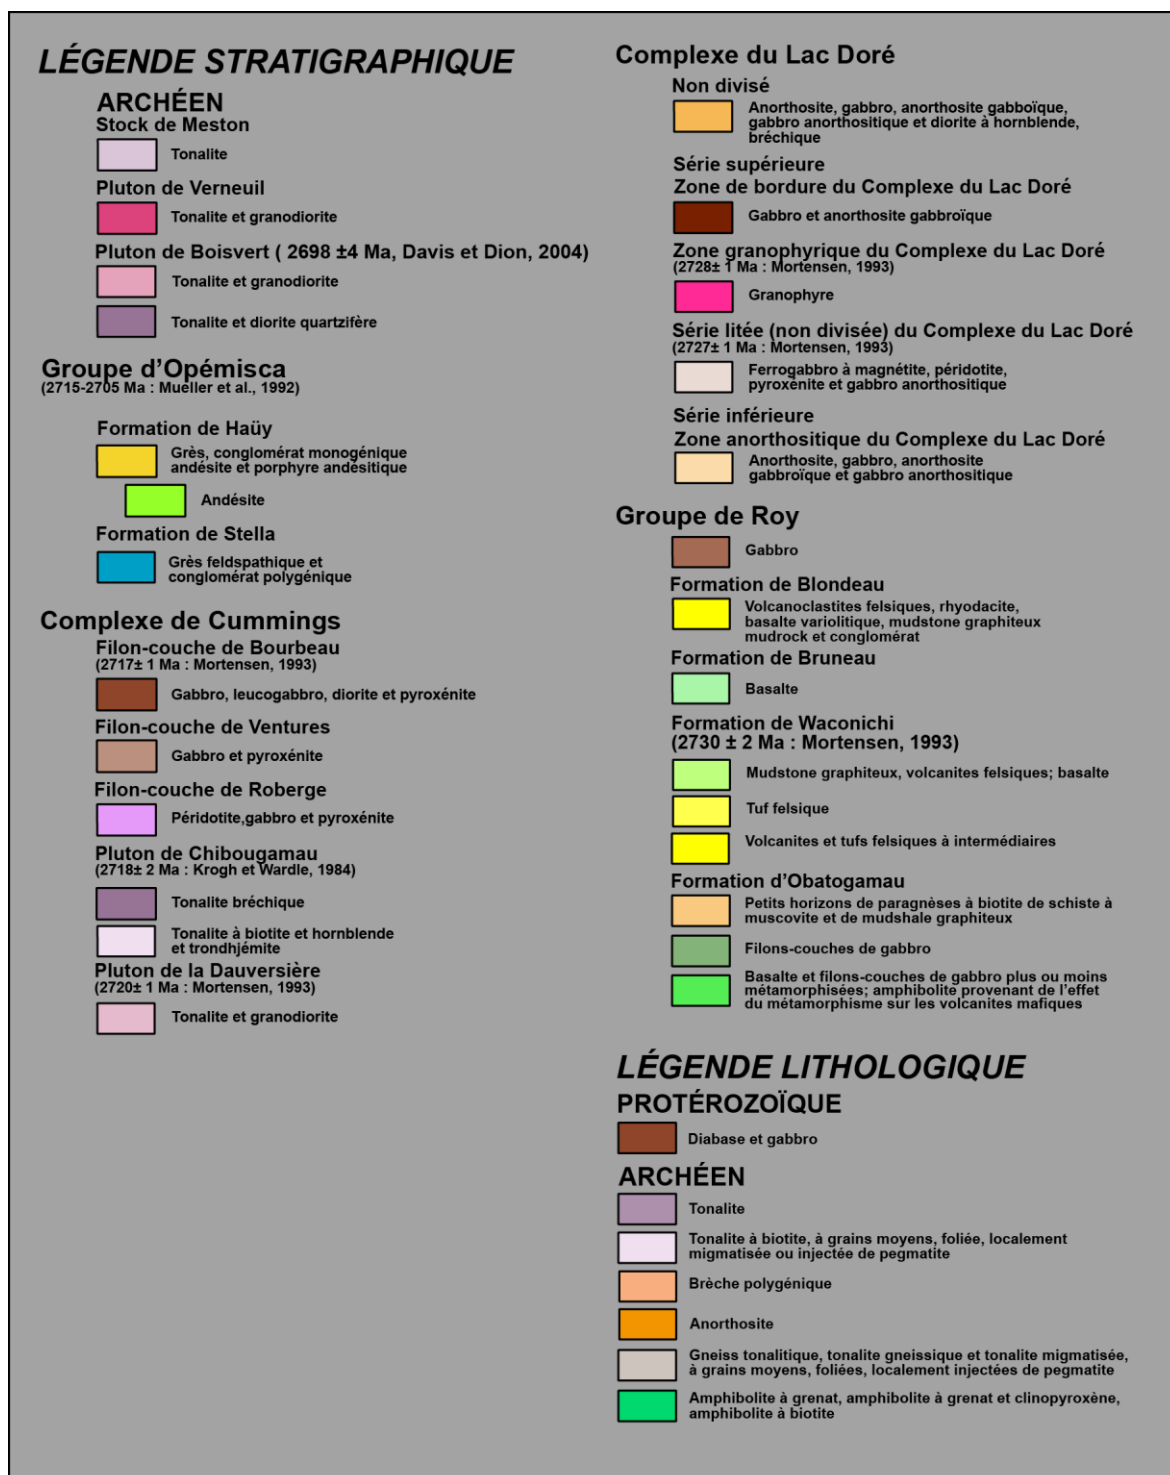 LÉGENDE STRATIGRAPHIQUE
ARCHÉEN
Stock de Meston
Tonalite
Pluton de Verneuil
Tonalite et granodiorite
Pluton de Boisvert ( 2698 ±4 Ma, Davis et Dion, 2004)
Tonalite et granodiorite
Tonalite et diorite quartzifère
Groupe d'Opémisca
(2715-2705 Ma : Mueller et al., 1992)
Formation de Haüy
Grès, conglomérat monogénique
andésite et porphyre andésitique
Andésite
Formation de Stella
Grès feldspathique et
conglomérat polygénique
Complexe de Cummings
Filon-couche de Bourbeau
(2717± 1 Ma : Mortensen, 1993)
Gabbro, leucogabbro, diorite et pyroxénite
Filon-couche de Ventures
Gabbro et pyroxénite
Filon-couche de Roberge
Péridotite,gabbro et pyroxénite
Pluton de Chibougamau
(2718± 2 Ma : Krogh et Wardle, 1984)
Tonalite bréchique
Tonalite à biotite et hornblende
et trondhjémite
Pluton de la Dauversière
(2720± 1 Ma : Mortensen, 1993)
Tonalite et granodiorite
Complexe du Lac Doré
Non divisé
Anorthosite, gabbro, anorthosite gabboïque,
gabbro anorthositique et diorite à hornblende,
bréchique
Série supérieure
Zone de bordure du Complexe du Lac Doré
Gabbro et anorthosite gabbroïque
Zone granophyrique du Complexe du Lac Doré
(2728± 1 Ma : Mortensen, 1993)
Granophyre
Série litée (non divisée) du Complexe du Lac Doré
(2727± 1 Ma : Mortensen, 1993)
Ferrogabbro à magnétite, péridotite,
pyroxènite et gabbro anorthositique
Série inférieure
Zone anorthositique du Complexe du Lac Doré
Anorthosite, gabbro, anorthosite
gabbroïque et gabbro anorthositique
Groupe de Roy
Gabbro
Formation de Blondeau
Volcanoclastites felsiques, rhyodacite,
basalte variolitique, mudstone graphiteux
mudrock et conglomérat
Formation de Bruneau
Basalte
Formation de Waconichi
(2730 ± 2 Ma : Mortensen, 1993)
Mudstone graphiteux, volcanites felsiques; basalte
Tuf felsique
Volcanites et tufs felsiques à intermédiaires
Formation d'Obatogamau
Petits horizons de paragnèses à biotite de schiste à
muscovite et de mudshale graphiteux
Filons-couches de gabbro
Basalte et filons-couches de gabbro plus ou moins
métamorphisées; amphibolite provenant de l'effet
du métamorphisme sur les volcanites mafiques
LÉGENDE LITHOLOGIQUE
PROTÉROZOÏQUE
Diabase et gabbro
ARCHÉEN
Tonalite
Tonalite à biotite, à grains moyens, foliée, localement
migmatisée ou injectée de pegmatite
Brèche polygénique
Anorthosite
Gneiss tonalitique, tonalite gneissique et tonalite migmatisée,
à grains moyens, foliées, localement injectées de pegmatite
Amphibolite à grenat, amphibolite à grenat et clinopyroxène,
amphibolite à biotite